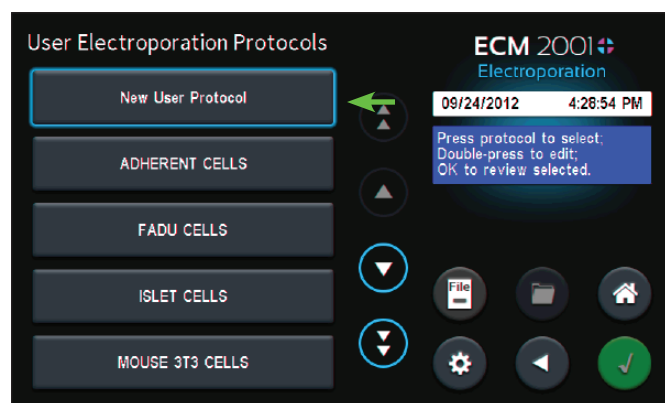 User Electroporation Protocols
New User Protocol
ADHERENT CELLS
FADU CELLS
ISLET CELLS
MOUSE 3T3 CELLS
ECM 2001
Electroporation
09/24/2012 4:28:54 PM
Press protocol to select;
Double-press to edit;
OK to review selected.
File